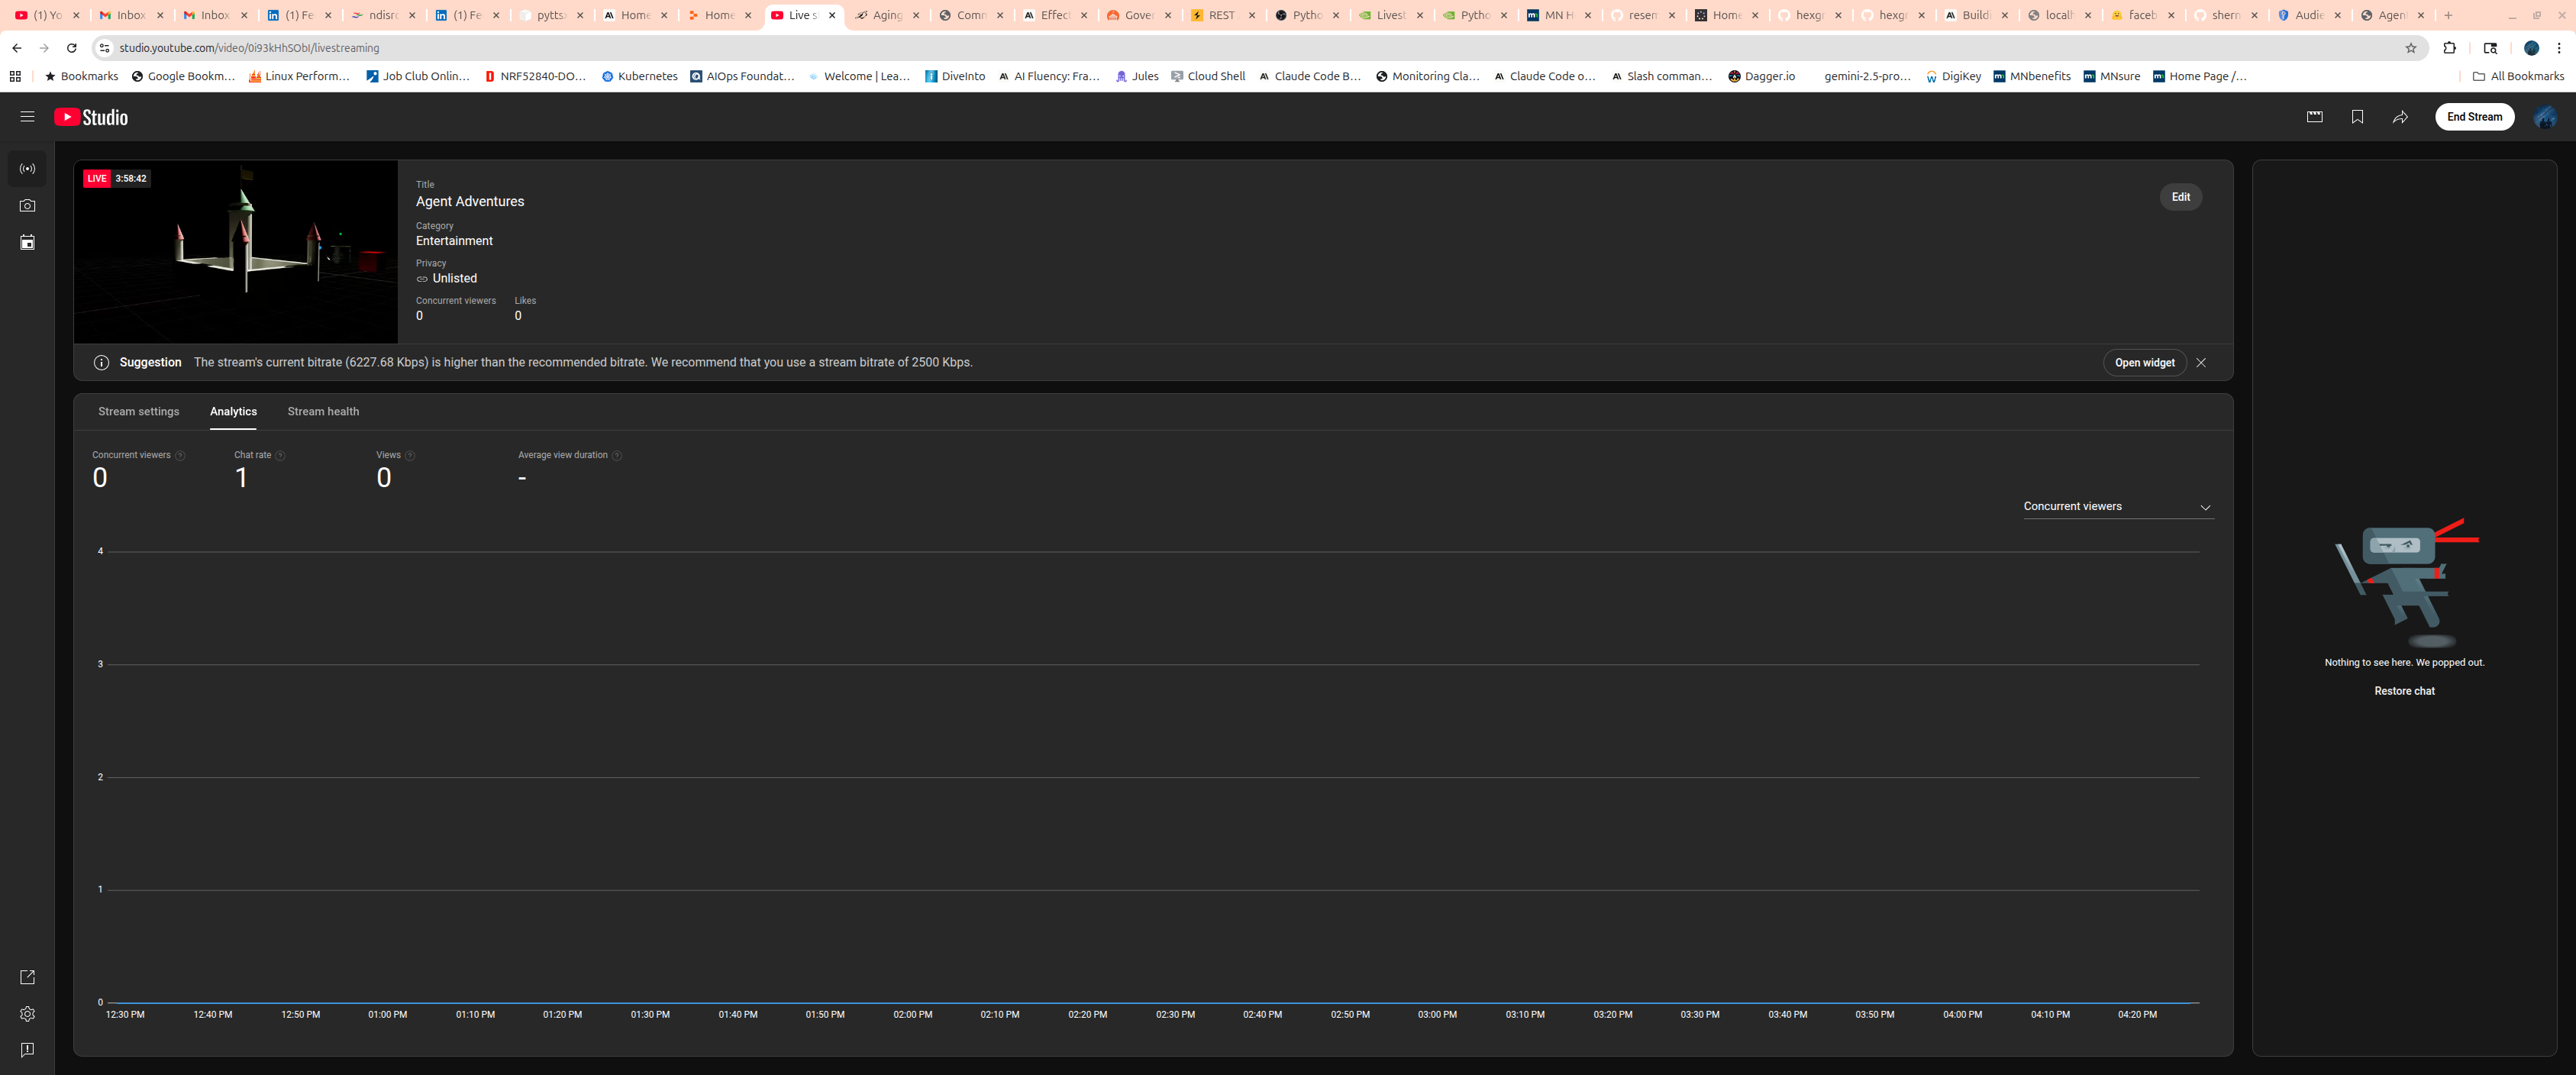 (1) Yo
Inbox
Inbox
(1) Fe
ndisro
(1) Fe
pytts
Home
Home
Live s
Aging
Comm
Effec
Gover
REST
Pytho
Livest
Pytho
MN H
resem
Home
hexg
hexg
Buildi
localh
faceb
sherm
Audie
Agen
studio.youtube.com/video/0i93kHhSObI/livestreaming
Bookmarks
Google Bookm...
Linux Perform...
Job Club Onlin...
NRF52840-DO...
Kubernetes
AIOps Foundat...
Welcome | Lea...
DiveInto
AI Fluency: Fra...
Jules
Cloud Shell
Claude Code B...
Monitoring Cla...
Claude Code o...
Slash comman...
Dagger.io
gemini-2.5-pro...
DigiKey
MNbenefits
MNsure
Home Page /...
All Bookmarks
Studio
End Stream
LIVE 3:58:42
Title
Agent Adventures
Edit
Category
Entertainment
Privacy
Unlisted
Concurrent viewers Likes
0 0
Suggestion The stream's current bitrate (6227.68 Kbps) is higher than the recommended bitrate. We recommend that you use a stream bitrate of 2500 Kbps.
Open widget
Stream settings Analytics Stream health
Concurrent viewers Chat rate Views Average view duration
0 1 0 -
Concurrent viewers
4
3
2
1
0
12:30 PM 12:40 PM 12:50 PM 01:00 PM 01:10 PM 01:20 PM 01:30 PM 01:40 PM 01:50 PM 02:00 PM 02:10 PM 02:20 PM 02:30 PM 02:40 PM 02:50 PM 03:00 PM 03:10 PM 03:20 PM 03:30 PM 03:40 PM 03:50 PM 04:00 PM 04:10 PM 04:20 PM
Nothing to see here. We popped out.
Restore chat